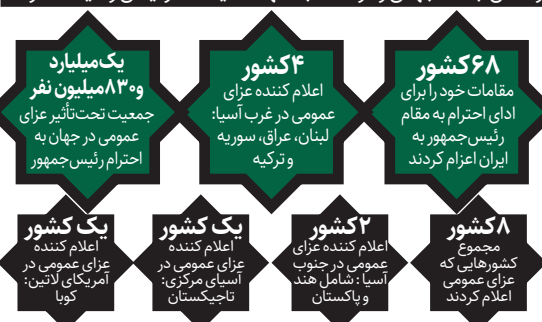 ۶۸کشور
مقامات خود را برای
ادای احترام به مقام
رئیس‌جمهور به
ایران اعزام کردند
۴کشور
اعلام کننده عزای
عمومی در غرب آسیا:
لبنان، عراق، سوریه
و ترکیه
یک‌میلیارد
و۸۳۰میلیون نفر
جمعیت تحت‌تأثیر عزای
عمومی در جهان به
احترام رئیس‌جمهور
۸کشور
مجموع
کشورهایی که
عزای عمومی
اعلام کردند
۲کشور
اعلام کننده عزای
عمومی در جنوب
آسیا : شامل هند
و پاکستان
یک کشور
اعلام کننده
عزای عمومی در
آسیای مرکزی:
تاجیکستان
یک کشور
اعلام کننده
عزای عمومی در
آمریکای لاتین:
کوبا